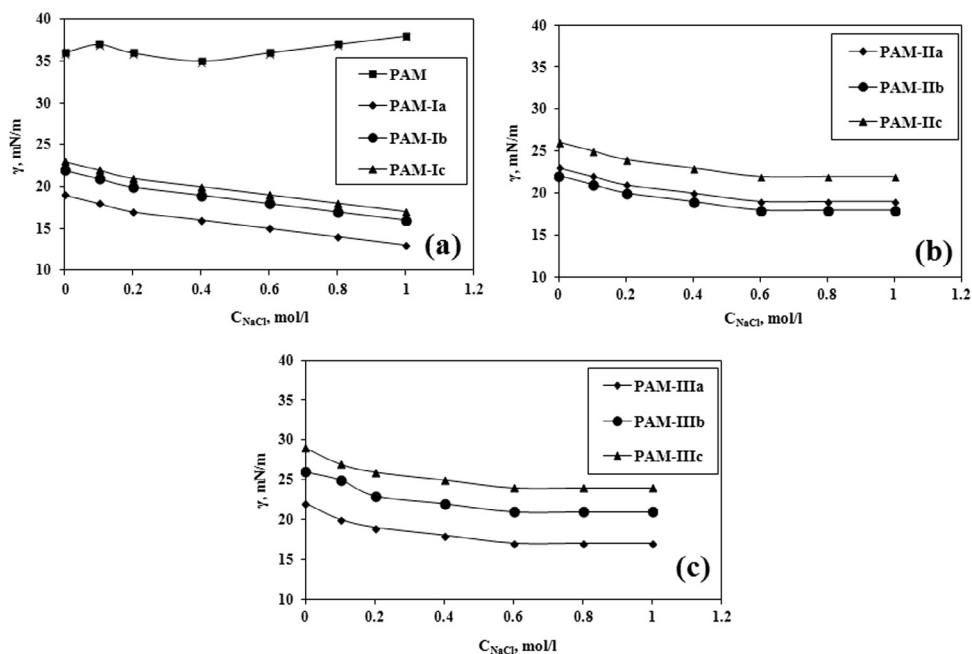 40
35
30
25
20
15
10
γ, mN/m
PAM
PAM-Ia
PAM-Ib
PAM-Ic
(a)
0 0.2 0.4 0.6 0.8 1 1.2
C_NaCl, mol/l
40
35
30
25
20
15
10
γ, mN/m
PAM-IIa
PAM-IIb
PAM-IIc
(b)
0 0.2 0.4 0.6 0.8 1 1.2
C_NaCl, mol/l
40
35
30
25
20
15
10
γ, mN/m
PAM-IIIa
PAM-IIIb
PAM-IIIc
(c)
0 0.2 0.4 0.6 0.8 1 1.2
C_NaCl, mol/l